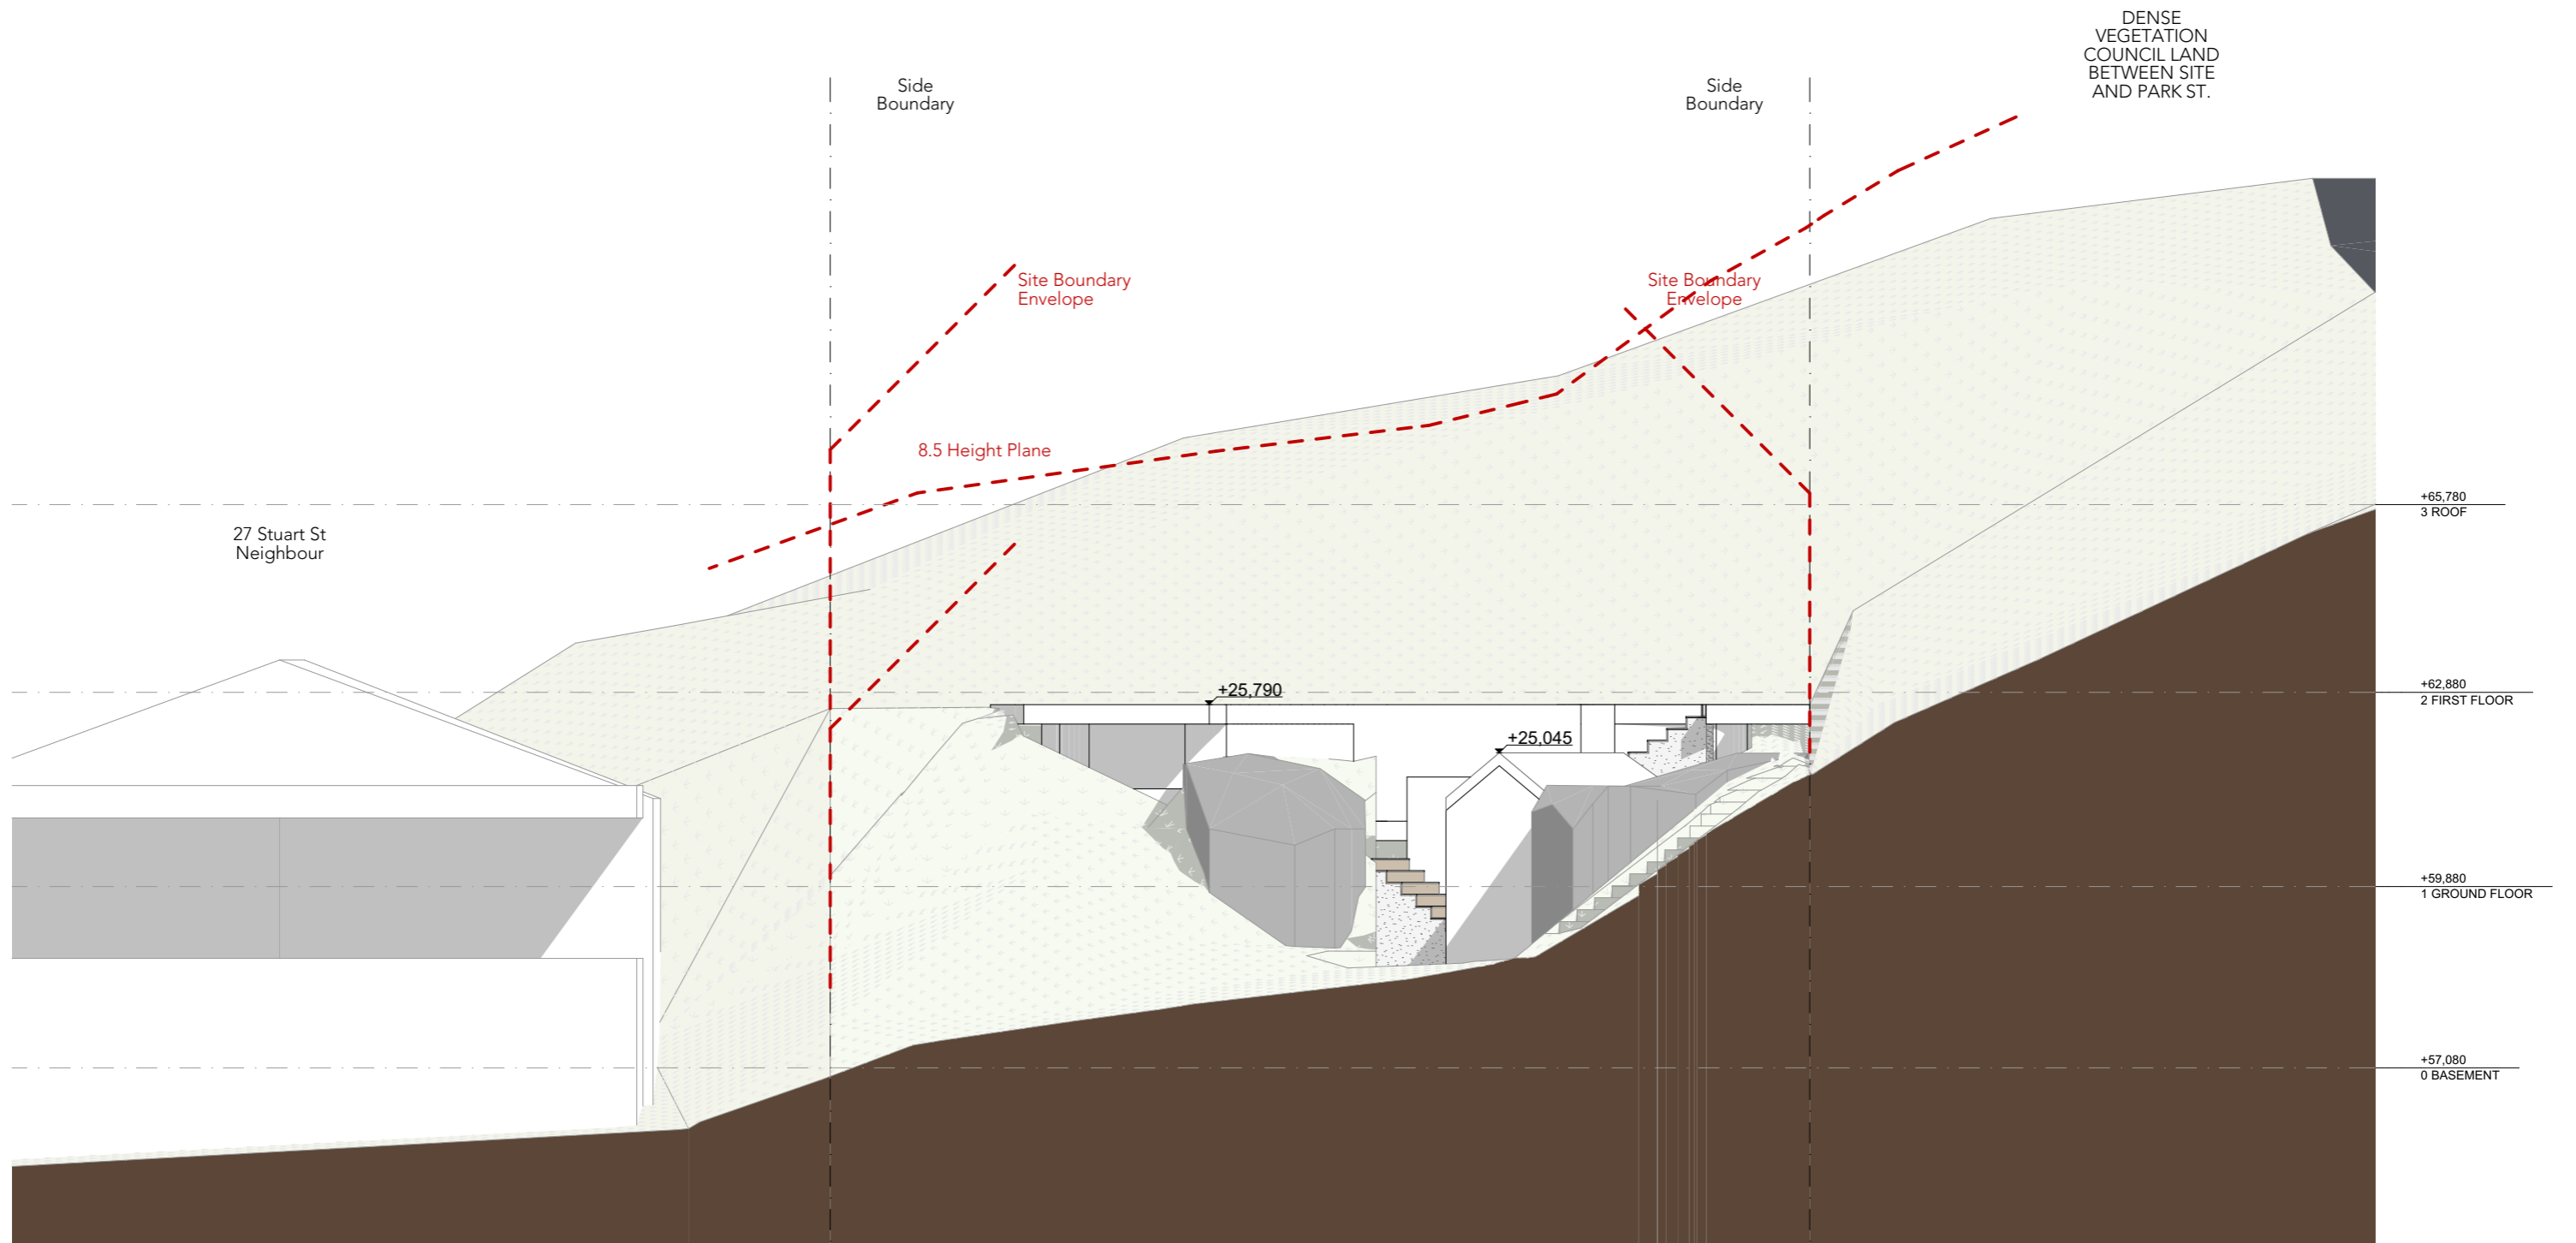 DENSE
VEGETATION
COUNCIL LAND
BETWEEN SITE
AND PARK ST.
Side
Boundary
Side
Boundary
Site Boundary
Envelope
Site Boundary
Envelope
8.5 Height Plane
27 Stuart St
Neighbour
+65,780
3 ROOF
+62,880
2 FIRST FLOOR
+25,790
+25,045
+59,880
1 GROUND FLOOR
+57,080
0 BASEMENT